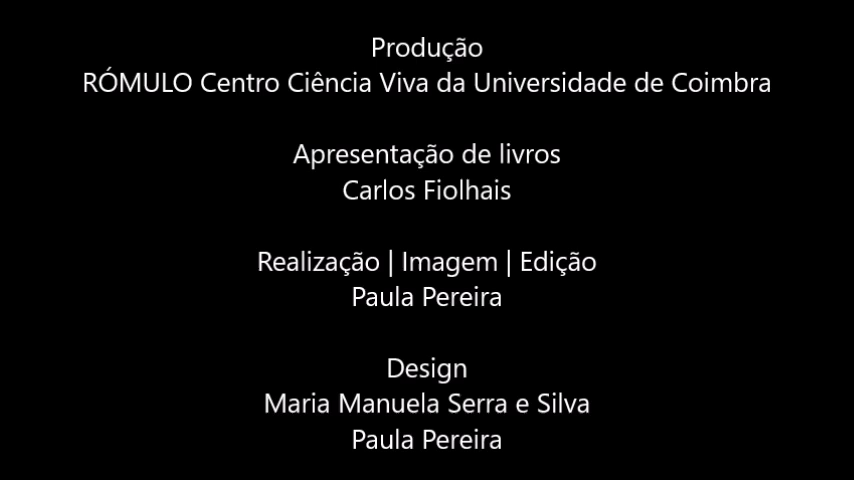 Produção
RÓMULO Centro Ciência Viva da Universidade de Coimbra
Apresentação de livros
Carlos Fiolhais
Realização | Imagem | Edição
Paula Pereira
Design
Maria Manuela Serra e Silva
Paula Pereira